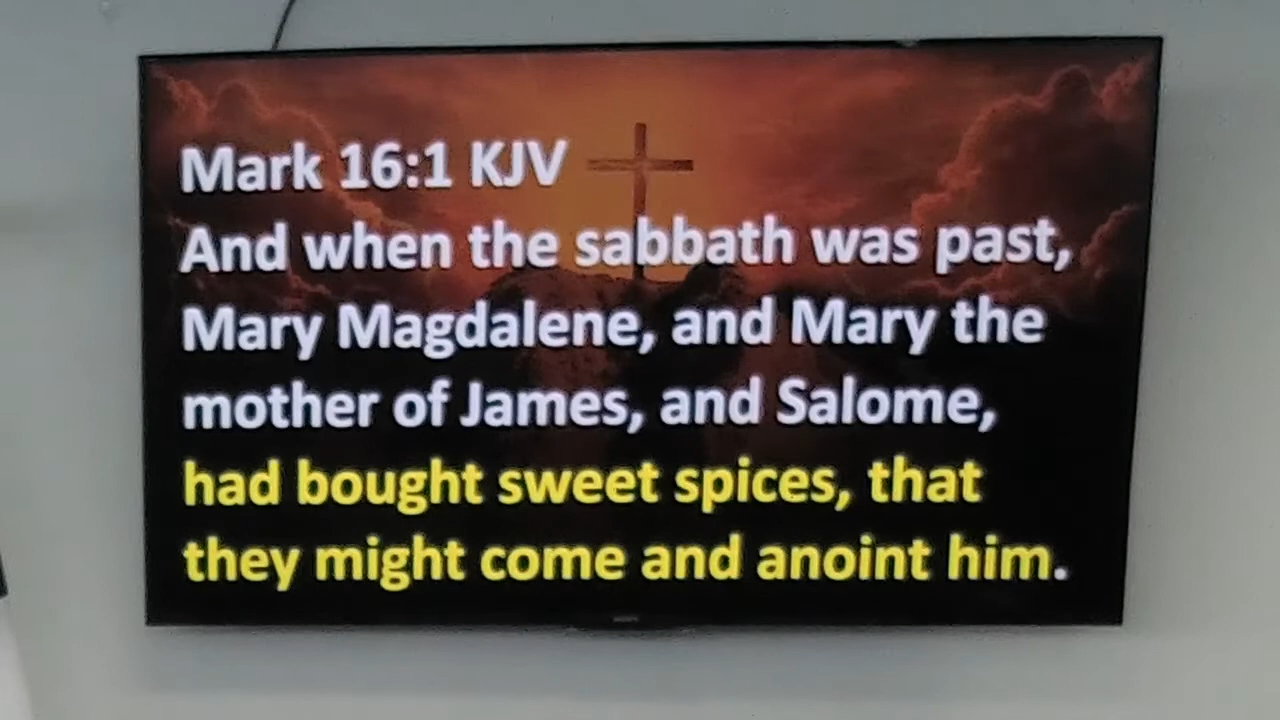 Mark 16:1 KJV
And when the sabbath was past,
Mary Magdalene, and Mary the
mother of James, and Salome,
had bought sweet spices, that
they might come and anoint him.